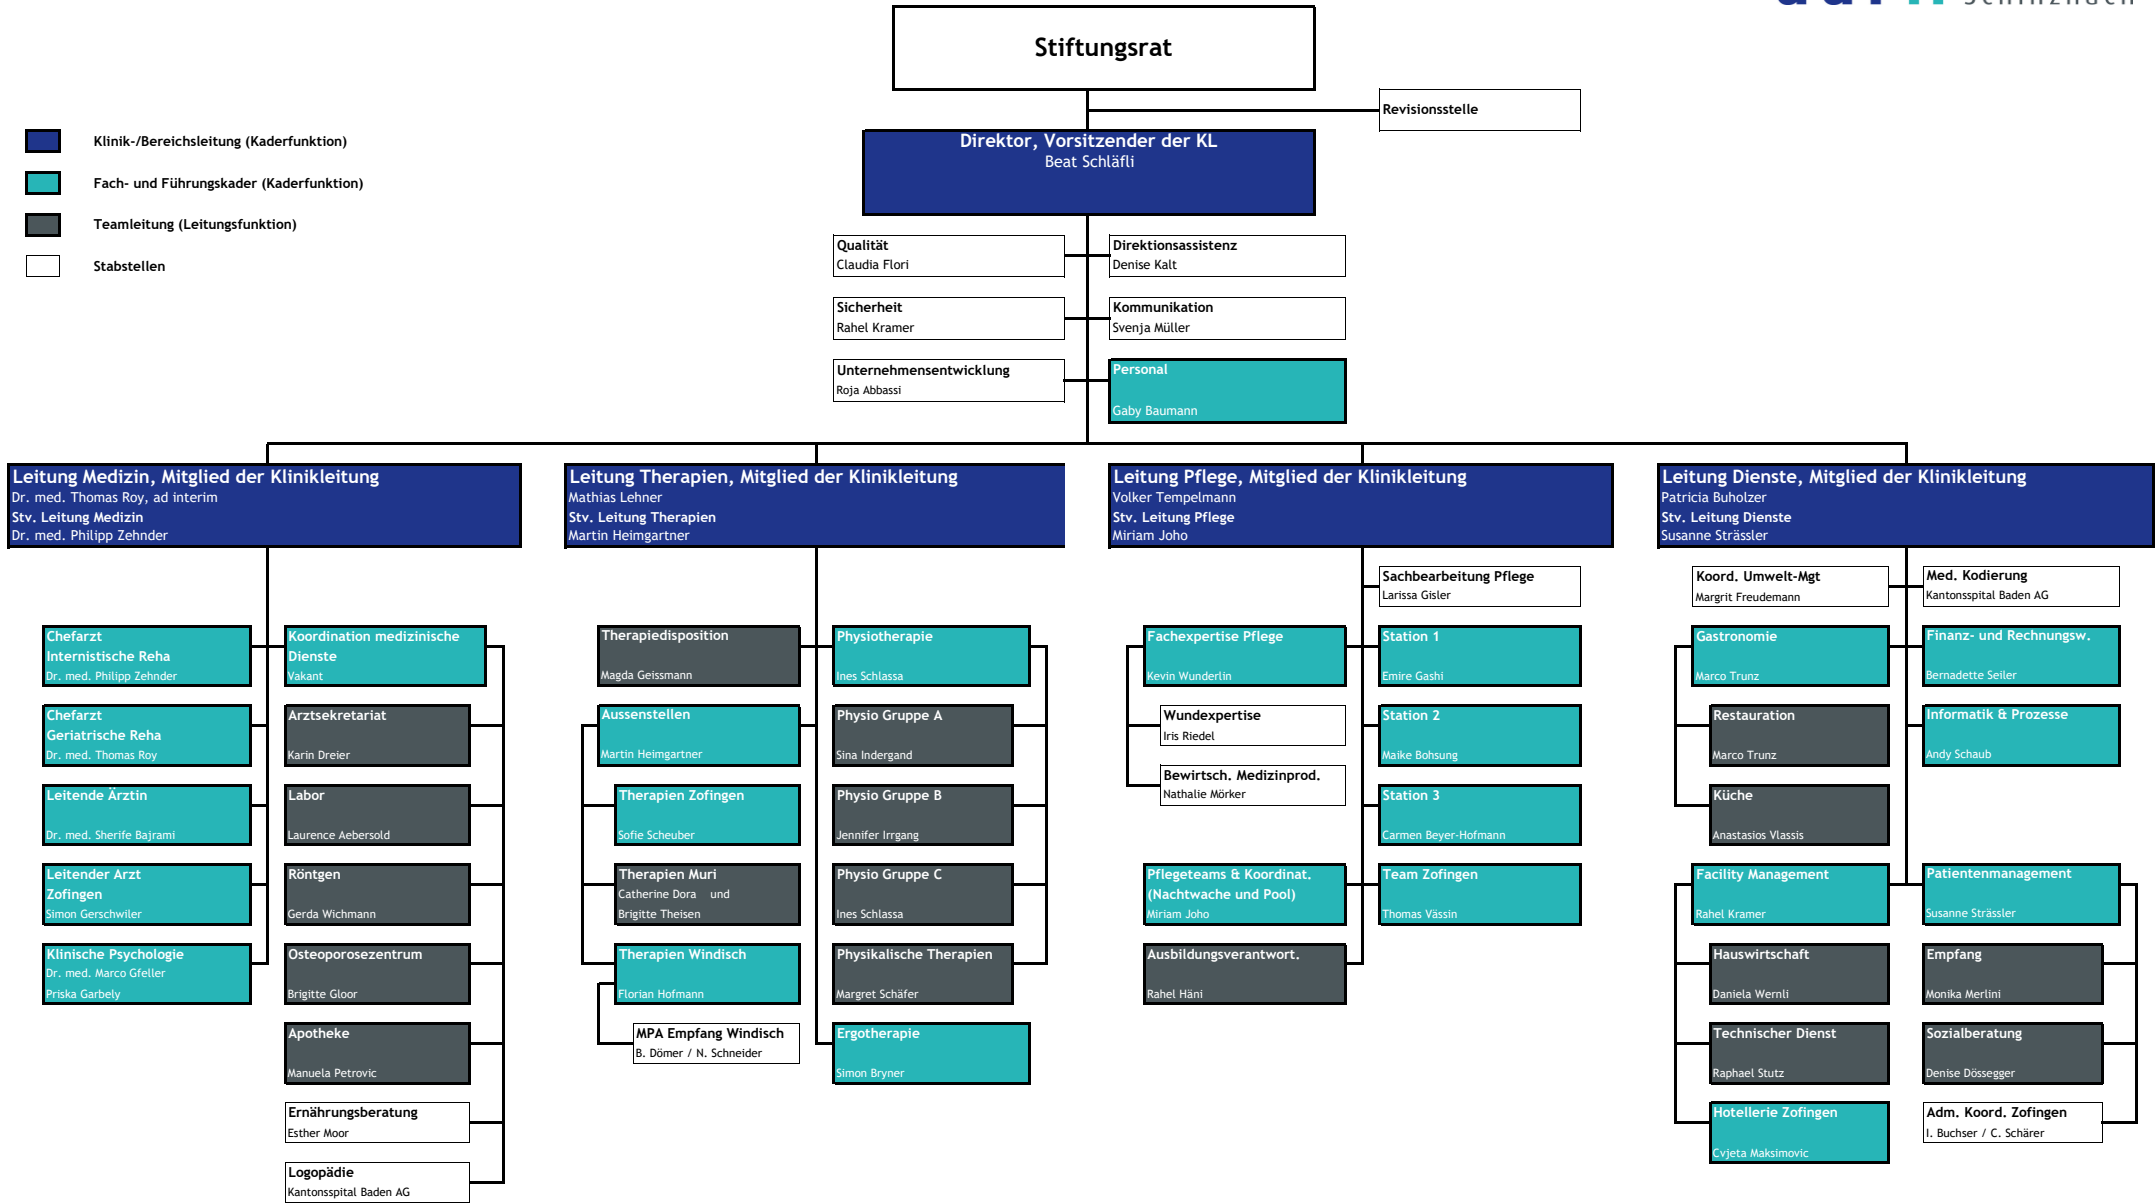 Schinznach
Stiftungsrat
Revisionsstelle
Direktor, Vorsitzender der KL
Beat Schläfli
Klinik-/Bereichsleitung (Kaderfunktion)
Fach- und Führungskader (Kaderfunktion)
Teamleitung (Leitungsfunktion)
Stabstellen
Qualität
Claudia Flori
Direktionsassistenz
Denise Kalt
Sicherheit
Rahel Kramer
Kommunikation
Svenja Müller
Unternehmensentwicklung
Roja Abbassi
Personal
Gaby Baumann
Leitung Medizin, Mitglied der Klinikleitung
Dr. med. Thomas Roy, ad interim
Stv. Leitung Medizin
Dr. med. Philipp Zehnder
Chefarzt
Internistische Reha
Dr. med. Philipp Zehnder
Chefarzt
Geriatrische Reha
Dr. med. Thomas Roy
Leitende Ärztin
Dr. med. Sherife Bajrami
Leitender Arzt
Zofingen
Simon Gerschwiler
Klinische Psychologie
Dr. med. Marco Gfeller
Priska Garbely
Koordination medizinische
Dienste
Vakant
Arztsekretariat
Karin Dreier
Labor
Laurence Aebersold
Röntgen
Gerda Wichmann
Osteoporosezentrum
Brigitte Gloor
Apotheke
Manuela Petrovic
Ernährungsberatung
Esther Moor
Logopädie
Kantonsspital Baden AG
Leitung Therapien, Mitglied der Klinikleitung
Mathias Lehner
Stv. Leitung Therapien
Martin Heimgartner
Therapiedisposition
Magda Geissmann
Aussenstellen
Martin Heimgartner
Therapien Zofingen
Sofie Scheuber
Therapien Muri
Catherine Dora und
Brigitte Theisen
Therapien Windisch
Florian Hofmann
MPA Empfang Windisch
B. Dömer / N. Schneider
Physiotherapie
Ines Schlassa
Physio Gruppe A
Sina Indergand
Physio Gruppe B
Jennifer Irrgang
Physio Gruppe C
Ines Schlassa
Physikalische Therapien
Margret Schäfer
Ergotherapie
Simon Bryner
Leitung Pflege, Mitglied der Klinikleitung
Volker Tempelmann
Stv. Leitung Pflege
Miriam Joho
Sachbearbeitung Pflege
Larissa Gisler
Fachexpertise Pflege
Kevin Wunderlin
Wundexpertise
Iris Riedel
Bewirtsch. Medizinprod.
Nathalie Mörker
Pflegeteams & Koordinat.
(Nachtwache und Pool)
Miriam Joho
Ausbildungsverantwort.
Rahel Häni
Station 1
Emire Gashi
Station 2
Maike Bohsung
Station 3
Carmen Beyer-Hofmann
Team Zofingen
Thomas Vässin
Leitung Dienste, Mitglied der Klinikleitung
Patricia Buholzer
Stv. Leitung Dienste
Susanne Strässler
Koord. Umwelt-Mgt
Margrit Freudemann
Med. Kodierung
Kantonsspital Baden AG
Gastronomie
Marco Trunz
Restauration
Marco Trunz
Küche
Anastasios Vlassis
Facility Management
Rahel Kramer
Hauswirtschaft
Daniela Wernli
Technischer Dienst
Raphael Stutz
Hotellerie Zofingen
Cvjeta Maksimovic
Finanz- und Rechnungsw.
Bernadette Seiler
Informatik & Prozesse
Andy Schaub
Patientenmanagement
Susanne Strässler
Empfang
Monika Merlini
Sozialberatung
Denise Dössegger
Adm. Koord. Zofingen
I. Buchser / C. Schärer